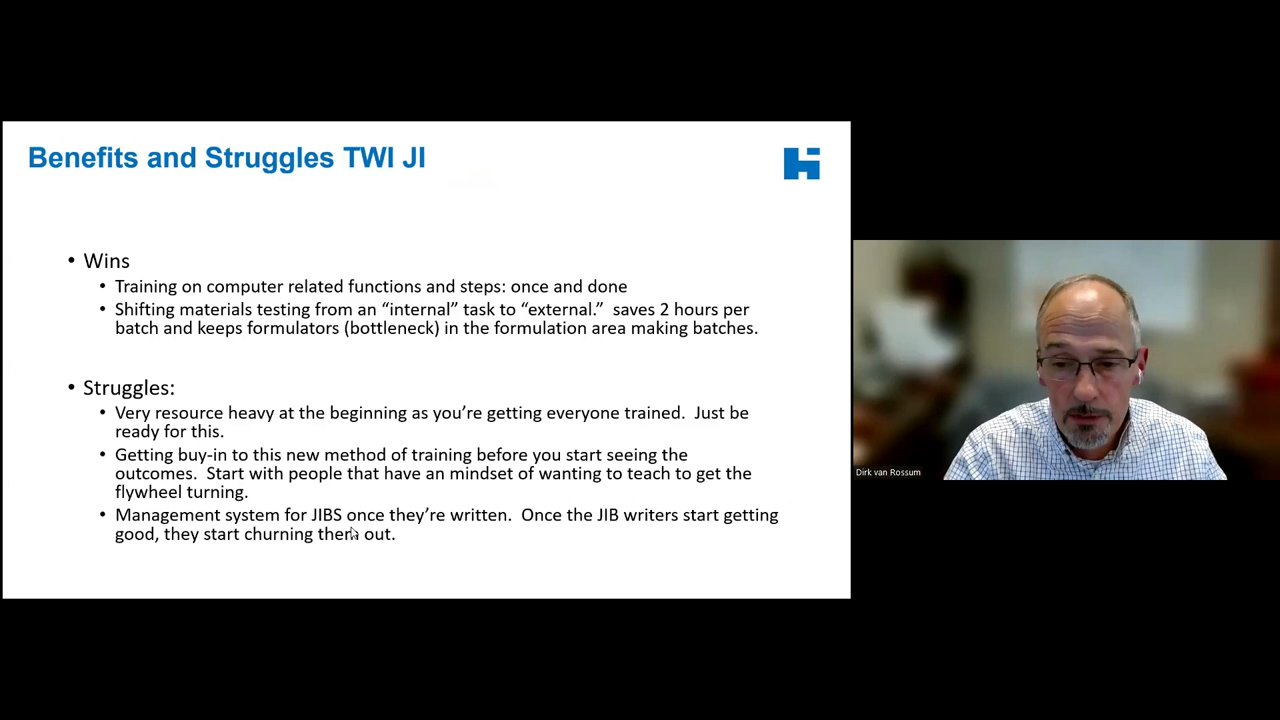 Benefits and Struggles TWI JI
• Wins
• Training on computer related functions and steps: once and done
• Shifting materials testing from an “internal” task to “external.”  saves 2 hours per
batch and keeps formulators (bottleneck) in the formulation area making batches.
• Struggles:
• Very resource heavy at the beginning as you’re getting everyone trained.  Just be
ready for this.
• Getting buy-in to this new method of training before you start seeing the
outcomes.  Start with people that have an mindset of wanting to teach to get the
flywheel turning.
• Management system for JIBS once they’re written.  Once the JIB writers start getting
good, they start churning them out.
Dirk van Rossum